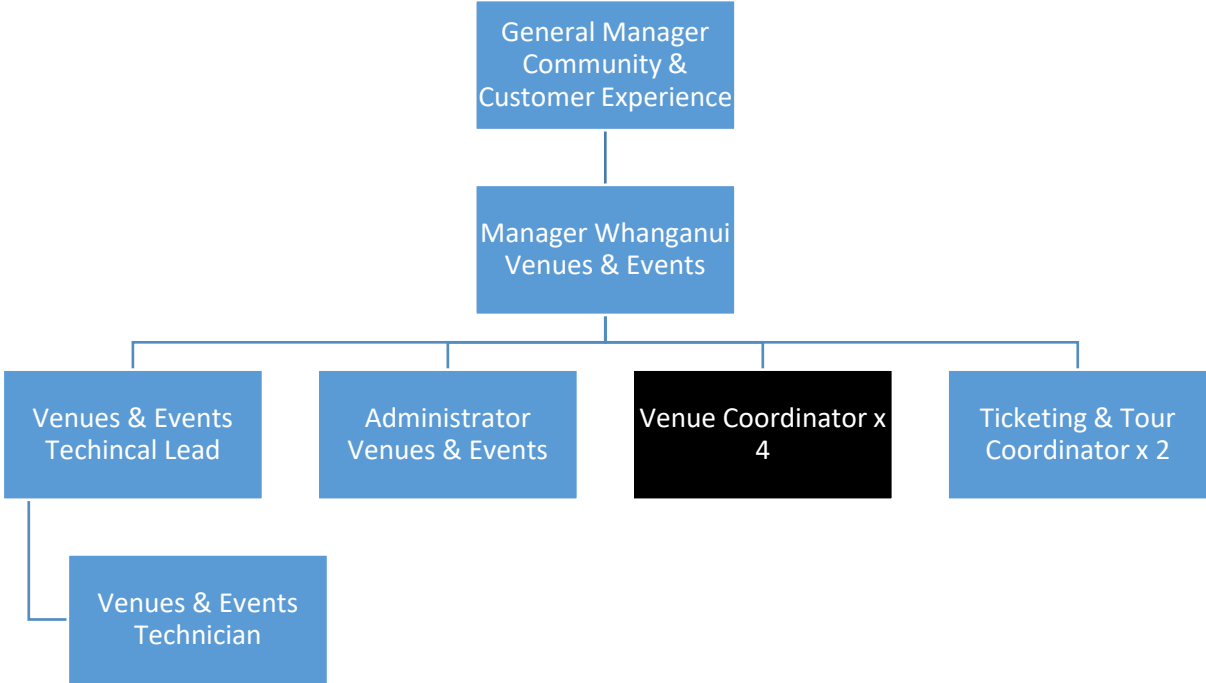 General Manager
Community &
Customer Experience
Manager Whanganui
Venues & Events
Venues & Events
Techincal Lead
Administrator
Venues & Events
Venue Coordinator x
4
Ticketing & Tour
Coordinator x 2
Venues & Events
Technician